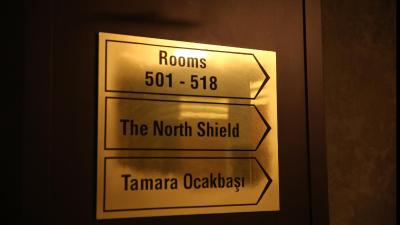 Rooms
501 - 518
The North Shield
Tamara Ocakbaşı